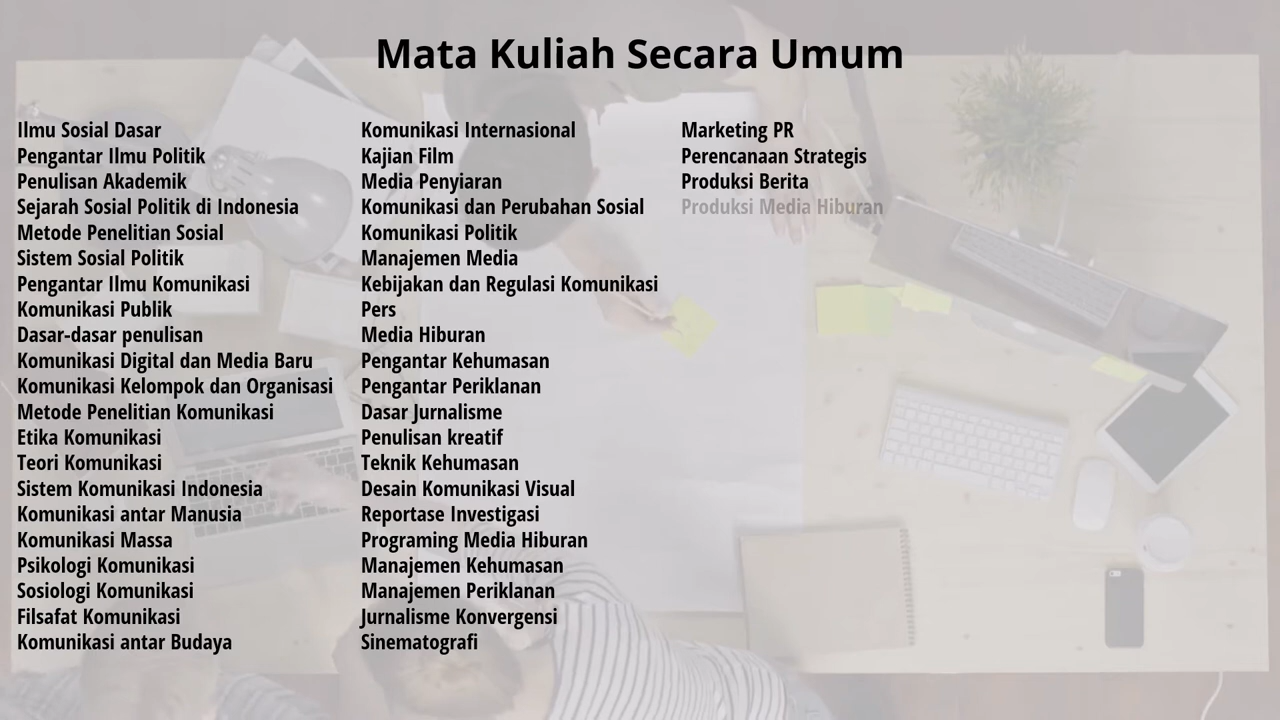 Mata Kuliah Secara Umum
Ilmu Sosial Dasar
Pengantar Ilmu Politik
Penulisan Akademik
Sejarah Sosial Politik di Indonesia
Metode Penelitian Sosial
Sistem Sosial Politik
Pengantar Ilmu Komunikasi
Komunikasi Publik
Dasar-dasar penulisan
Komunikasi Digital dan Media Baru
Komunikasi Kelompok dan Organisasi
Metode Penelitian Komunikasi
Etika Komunikasi
Teori Komunikasi
Sistem Komunikasi Indonesia
Komunikasi antar Manusia
Komunikasi Massa
Psikologi Komunikasi
Sosiologi Komunikasi
Filsafat Komunikasi
Komunikasi antar Budaya
Komunikasi Internasional
Kajian Film
Media Penyiaran
Komunikasi dan Perubahan Sosial
Komunikasi Politik
Manajemen Media
Kebijakan dan Regulasi Komunikasi
Pers
Media Hiburan
Pengantar Kehumasan
Pengantar Periklanan
Dasar Jurnalisme
Penulisan kreatif
Teknik Kehumasan
Desain Komunikasi Visual
Reportase Investigasi
Programing Media Hiburan
Manajemen Kehumasan
Manajemen Periklanan
Jurnalisme Konvergensi
Sinematografi
Marketing PR
Perencanaan Strategis
Produksi Berita
Produksi Media Hiburan